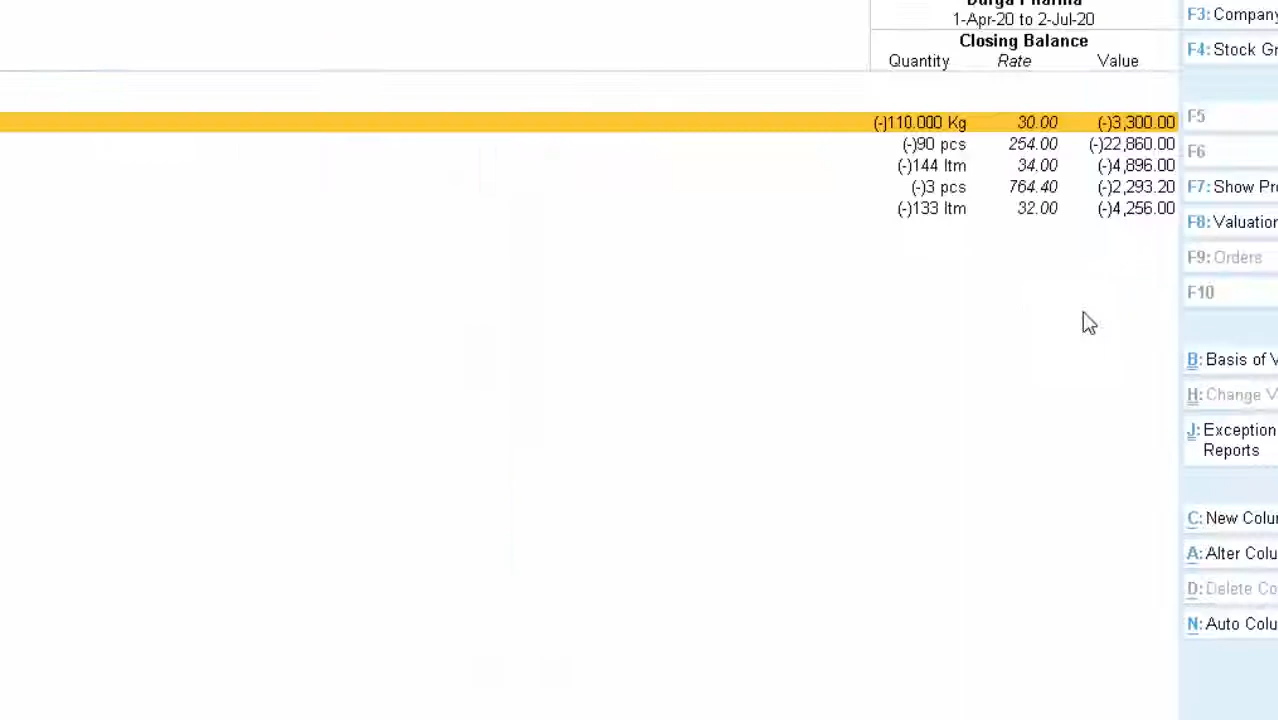 Durga Pharma
1-Apr-20 to 2-Jul-20
Closing Balance
Quantity Rate Value
(-)110.000 Kg 30.00 (-)3,300.00
(-)90 pcs 254.00 (-)22,860.00
(-)144 ltm 34.00 (-)4,896.00
(-)3 pcs 764.40 (-)2,293.20
(-)133 ltm 32.00 (-)4,256.00
F3: Company
F4: Stock Gr
F5
F6
F7: Show Pr
F8: Valuation
F9: Orders
F10
B: Basis of V
H: Change V
J: Exception
Reports
C: New Colu
A: Alter Colu
D: Delete Co
N: Auto Colu